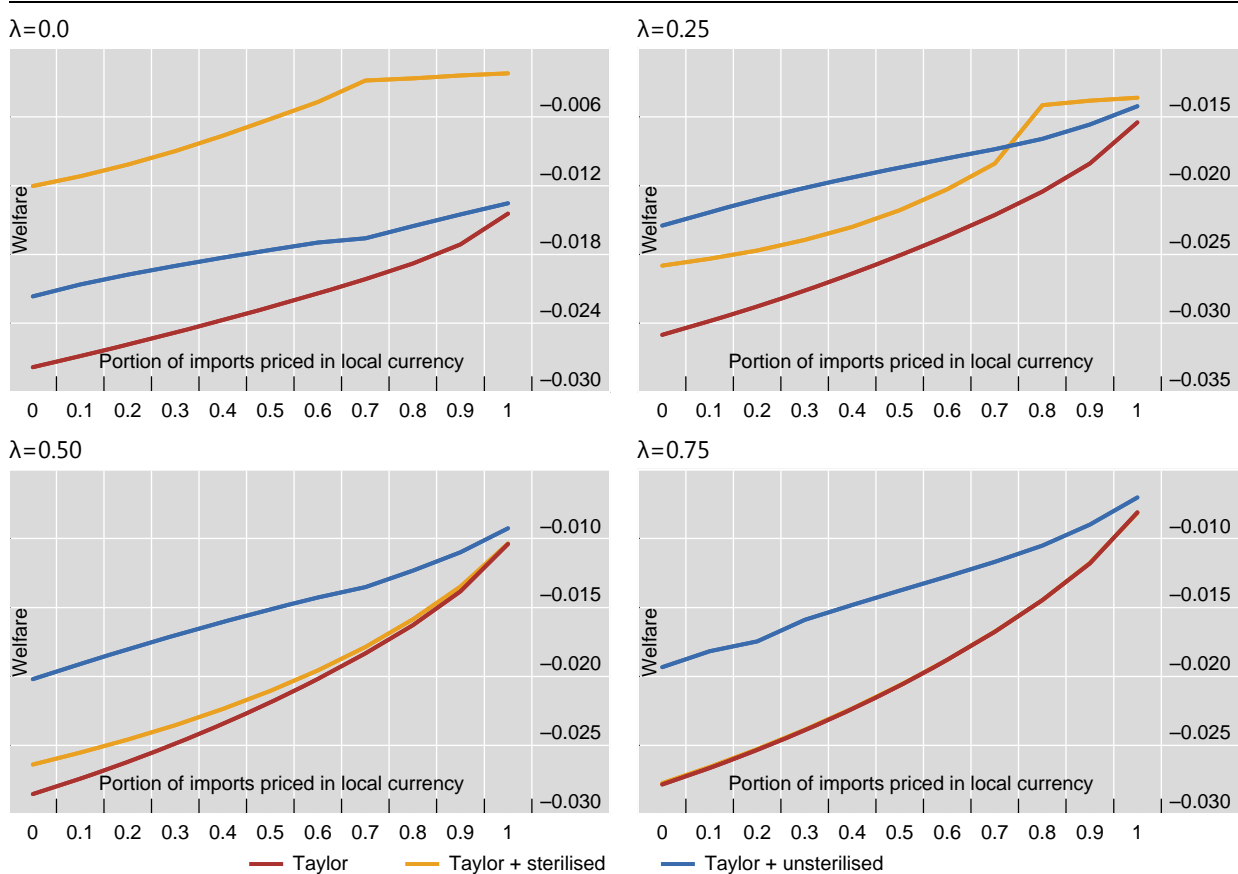 λ=0.0
λ=0.25
–0.006
–0.012
–0.018
–0.024
–0.030
Welfare
Portion of imports priced in local currency
0 0.1 0.2 0.3 0.4 0.5 0.6 0.7 0.8 0.9 1
–0.015
–0.020
–0.025
–0.030
–0.035
Welfare
Portion of imports priced in local currency
0 0.1 0.2 0.3 0.4 0.5 0.6 0.7 0.8 0.9 1
λ=0.50
λ=0.75
–0.010
–0.015
–0.020
–0.025
–0.030
Welfare
Portion of imports priced in local currency
0 0.1 0.2 0.3 0.4 0.5 0.6 0.7 0.8 0.9 1
–0.010
–0.015
–0.020
–0.025
–0.030
Welfare
Portion of imports priced in local currency
0 0.1 0.2 0.3 0.4 0.5 0.6 0.7 0.8 0.9 1
Taylor Taylor + sterilised Taylor + unsterilised